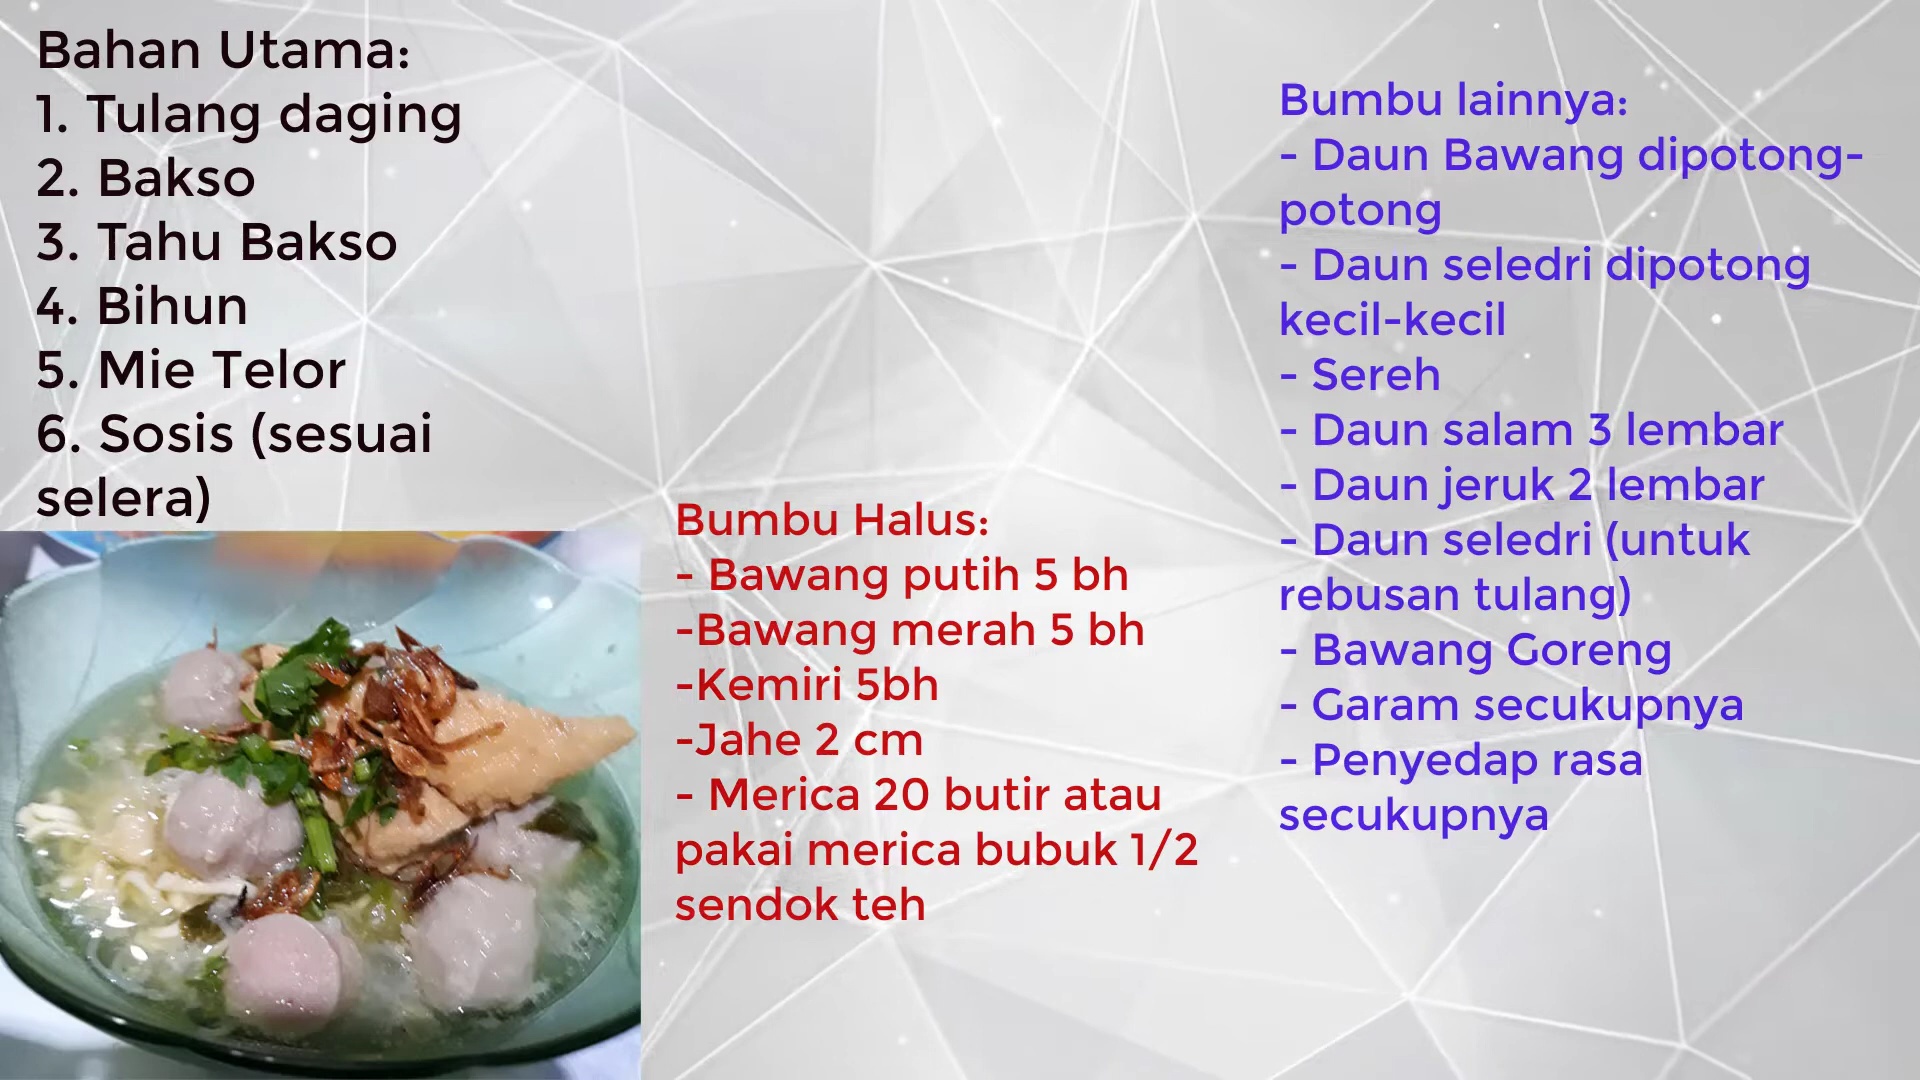 Bahan Utama:
1. Tulang daging
2. Bakso
3. Tahu Bakso
4. Bihun
5. Mie Telor
6. Sosis (sesuai
selera)
Bumbu Halus:
- Bawang putih 5 bh
-Bawang merah 5 bh
-Kemiri 5bh
-Jahe 2 cm
- Merica 20 butir atau
pakai merica bubuk 1/2
sendok teh
Bumbu lainnya:
- Daun Bawang dipotong-
potong
- Daun seledri dipotong
kecil-kecil
- Sereh
- Daun salam 3 lembar
- Daun jeruk 2 lembar
- Daun seledri (untuk
rebusan tulang)
- Bawang Goreng
- Garam secukupnya
- Penyedap rasa
secukupnya